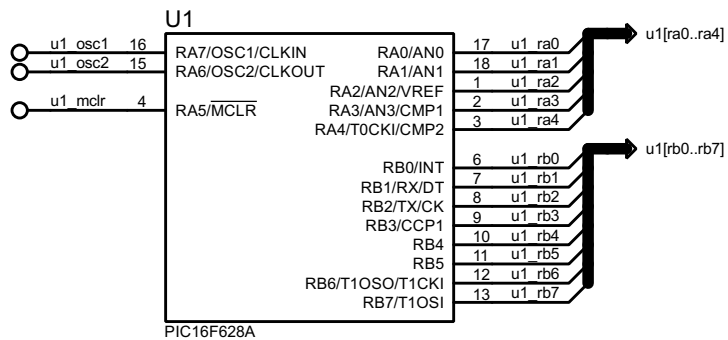 U1
u1_osc1 16 RA7/OSC1/CLKIN RA0/AN0 17 u1_ra0 u1[ra0..ra4]
u1_osc2 15 RA6/OSC2/CLKOUT RA1/AN1 18 u1_ra1
RA2/AN2/VREF 1 u1_ra2
u1_mclr 4 RA5/MCLR RA3/AN3/CMP1 2 u1_ra3
RA4/T0CKI/CMP2 3 u1_ra4
u1[rb0..rb7]
RB0/INT 6 u1_rb0
RB1/RX/DT 7 u1_rb1
RB2/TX/CK 8 u1_rb2
RB3/CCP1 9 u1_rb3
RB4 10 u1_rb4
RB5 11 u1_rb5
RB6/T1OSO/T1CKI 12 u1_rb6
RB7/T1OSI 13 u1_rb7
PIC16F628A